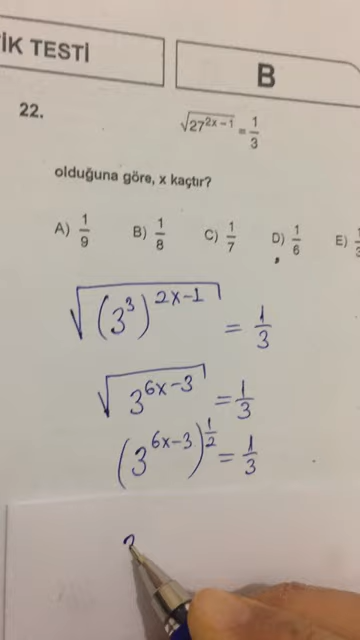 İK TESTİ
B
22.
√27^(2x-1) = 1/3
olduğuna göre, x kaçtır?
A) 1/9 B) 1/8 C) 1/7 D) 1/6 E)
√(3³)^(2x-1) = 1/3
√3^(6x-3) = 1/3
(3^(6x-3))^(1/2) = 1/3